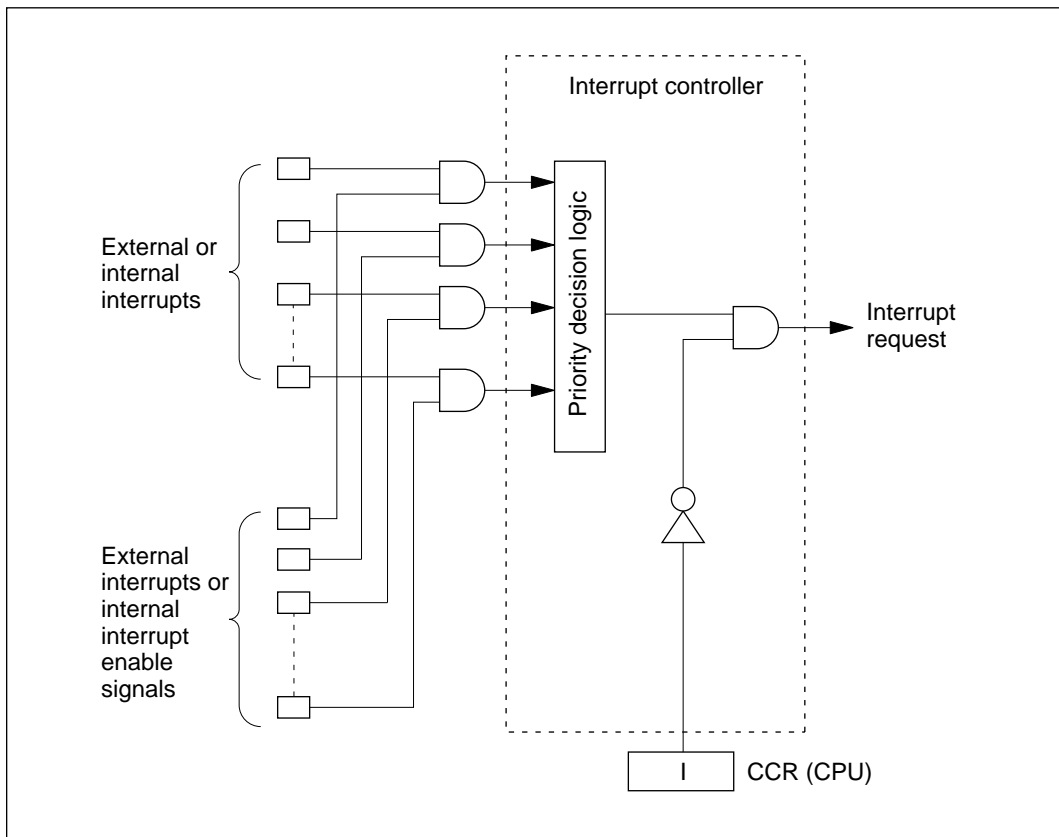 Interrupt controller
External or
internal
interrupts
Priority decision logic
Interrupt
request
External
interrupts or
internal
interrupt
enable
signals
I
CCR (CPU)